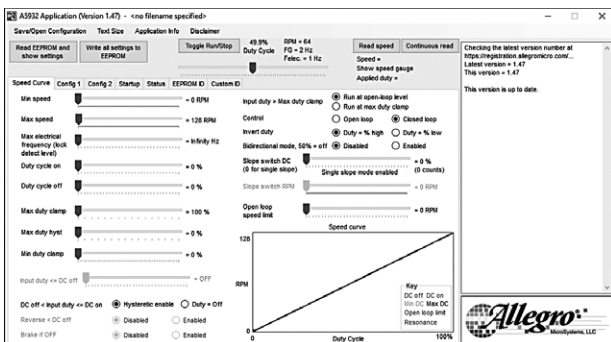 A5932 Application (Version 1.47) - <no filename specified>
Save/Open Configuration Text Size Application Info Disclaimer
Read EEPROM and show settings
Write all settings to EEPROM
Toggle Run/Stop
49.9%
Duty Cycle
RPM = 64
FG = 2 Hz
Felec. = 1 Hz
Read speed
Continuous read
Speed =
Show speed gauge
Applied duty =
Speed Curve Config 1 Config 2 Startup Status EEPROM ID Custom ID
Min speed = 0 RPM
Max speed = 128 RPM
Max electrical frequency (lock detect level) = Infinity Hz
Duty cycle on = 0 %
Duty cycle off = 0 %
Max duty clamp = 100 %
Max duty hyst = 0 %
Min duty clamp = 0 %
Input duty <= DC off = OFF
DC off < input duty <= DC on Hysteretic enable Duty = Off
Reverse < DC off Disabled Enabled
Brake if OFF Disabled Enabled
Input duty > Max duty clamp Run at open-loop level
Run at max duty clamp
Control Open loop Closed loop
Invert duty Duty = % high Duty = % low
Bidirectional mode, 50% = off Disabled Enabled
Slope switch DC = 0 %
(0 for single slope) Single slope mode enabled (0 counts)
Slope switch RPM = 0 RPM
Open loop speed limit = 0 RPM
Speed curve
128
RPM
0
0
Duty Cycle
100%
Key
DC off DC on
Min DC Max DC
Open loop limit
Resonance
Checking the latest version number at
https://registration.allegromicro.com/...
Latest version = 1.47
This version = 1.47
This version is up to date.
Allegro
MicroSystems, LLC